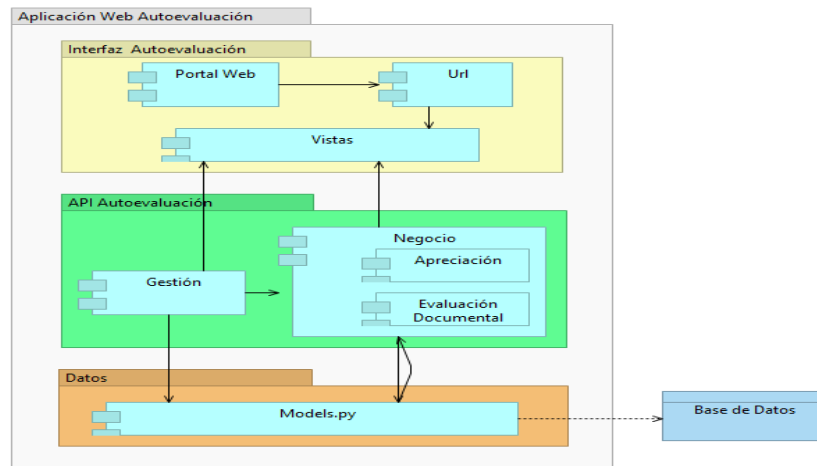 Aplicación Web Autoevaluación
Interfaz Autoevaluación
Portal Web
Url
Vistas
API Autoevaluación
Negocio
Apreciación
Gestión
Evaluación
Documental
Datos
Models.py
Base de Datos